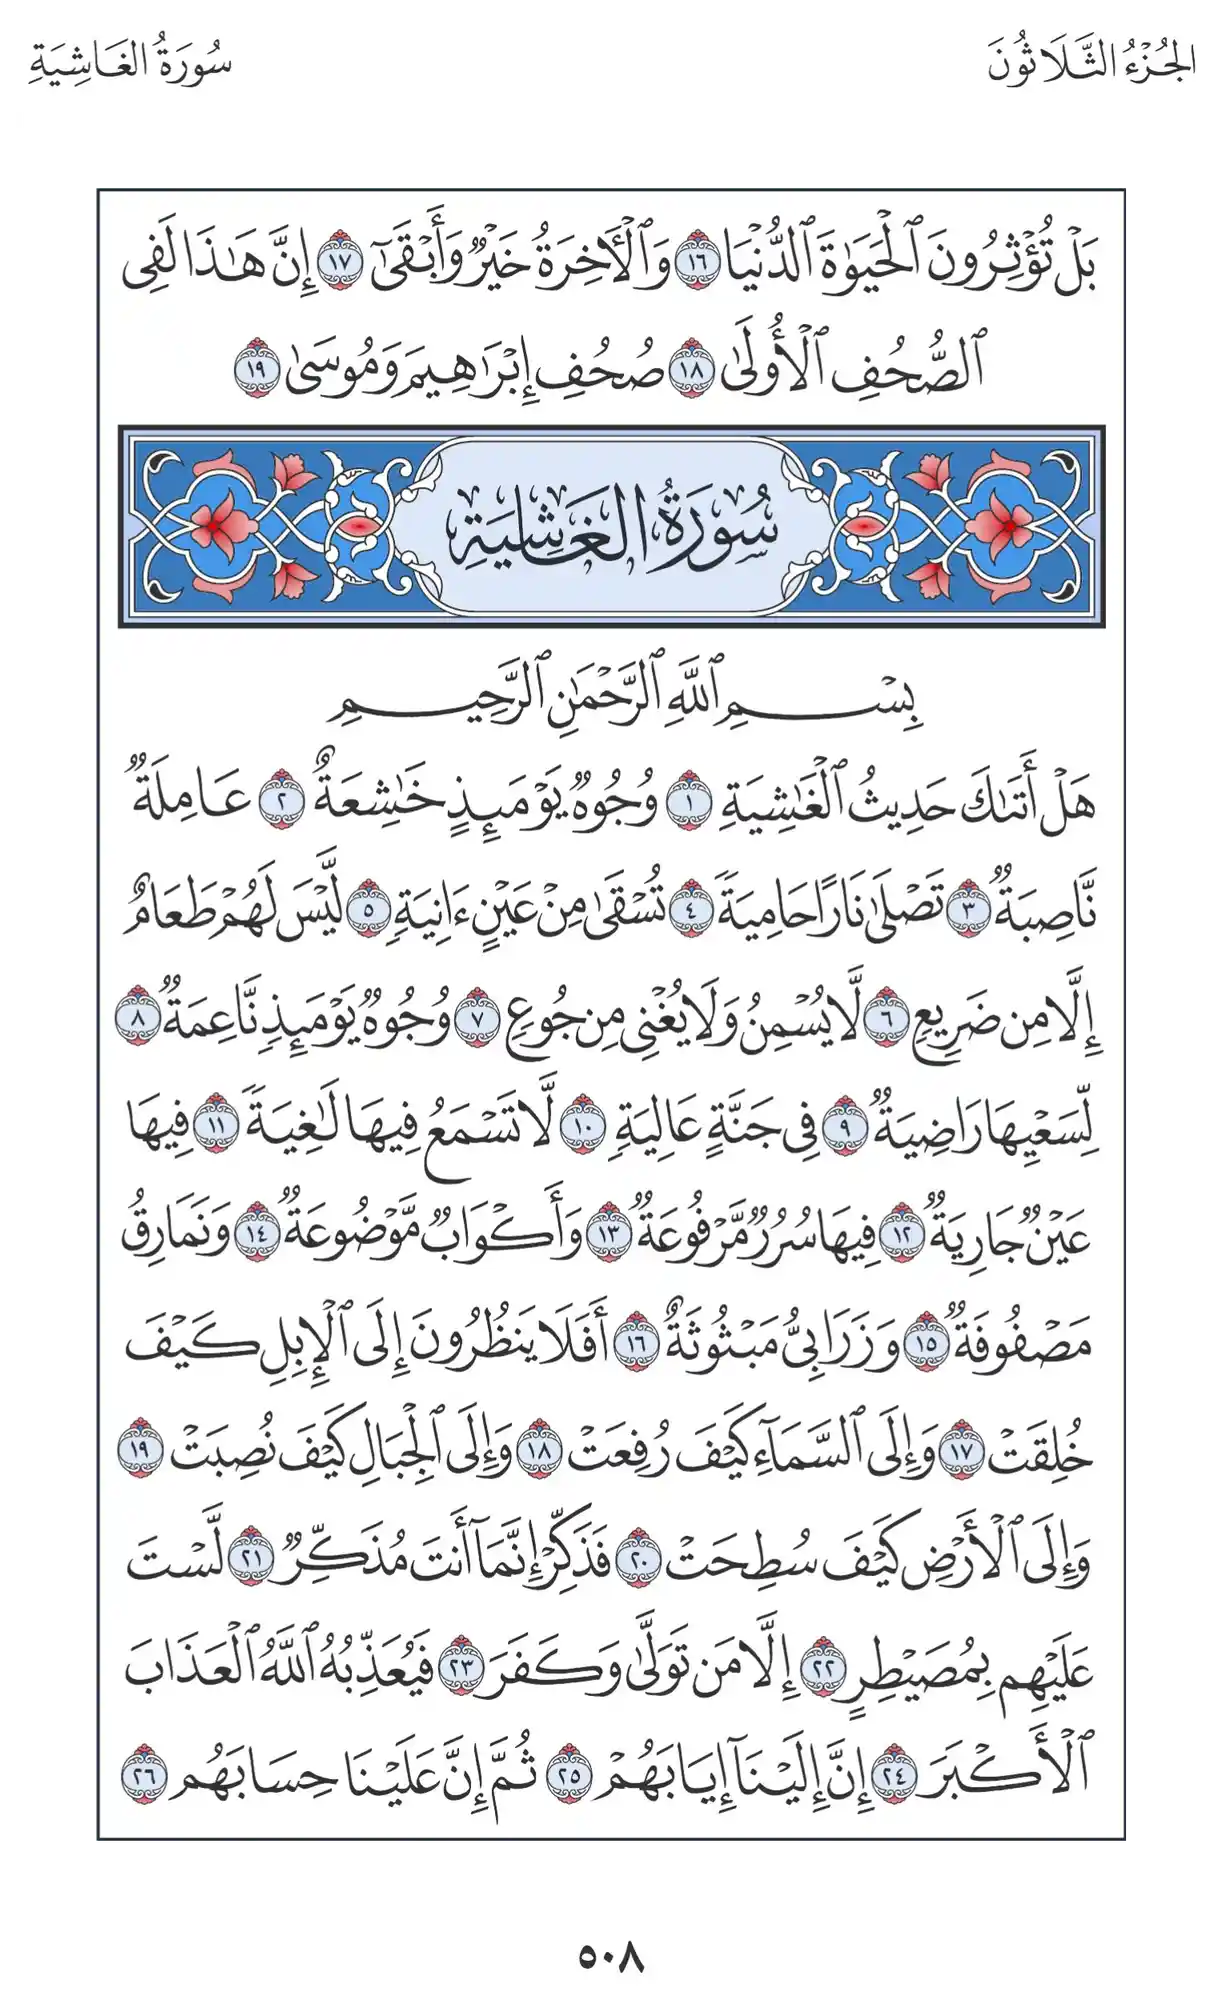 الجُزْءُ الثَّلَاثُونَ
سُورَةُ الغَاشِيَةِ
بَلْ تُؤْثِرُونَ ٱلْحَيَوٰةَ ٱلدُّنْيَا ١٦ وَٱلْأٓخِرَةُ خَيْرٌ وَأَبْقَىٰٓ ١٧ إِنَّ هَٰذَا لَفِى
ٱلصُّحُفِ ٱلْأُولَىٰ ١٨ صُحُفِ إِبْرَٰهِيمَ وَمُوسَىٰ ١٩
سُورَةُ الغَاشِيَةِ
بِسْمِ ٱللَّهِ ٱلرَّحْمَٰنِ ٱلرَّحِيمِ
هَلْ أَتَىٰكَ حَدِيثُ ٱلْغَٰشِيَةِ ١ وُجُوهٌ يَوْمَئِذٍ خَٰشِعَةٌ ٢ عَامِلَةٌ
نَّاصِبَةٌ ٣ تَصْلَىٰ نَارًا حَامِيَةً ٤ تُسْقَىٰ مِنْ عَيْنٍ ءَانِيَةٍ ٥ لَّيْسَ لَهُمْ طَعَامٌ
إِلَّا مِن ضَرِيعٍ ٦ لَّا يُسْمِنُ وَلَا يُغْنِى مِن جُوعٍ ٧ وُجُوهٌ يَوْمَئِذٍ نَّاعِمَةٌ ٨
لِّسَعْيِهَا رَاضِيَةٌ ٩ فِى جَنَّةٍ عَالِيَةٍ ١٠ لَّا تَسْمَعُ فِيهَا لَٰغِيَةً ١١ فِيهَا
عَيْنٌ جَارِيَةٌ ١٢ فِيهَا سُرُرٌ مَّرْفُوعَةٌ ١٣ وَأَكْوَابٌ مَّوْضُوعَةٌ ١٤ وَنَمَارِقُ
مَصْفُوفَةٌ ١٥ وَزَرَابِىُّ مَبْثُوثَةٌ ١٦ أَفَلَا يَنظُرُونَ إِلَى ٱلْإِبِلِ كَيْفَ
خُلِقَتْ ١٧ وَإِلَى ٱلسَّمَآءِ كَيْفَ رُفِعَتْ ١٨ وَإِلَى ٱلْجِبَالِ كَيْفَ نُصِبَتْ ١٩
وَإِلَى ٱلْأَرْضِ كَيْفَ سُطِحَتْ ٢٠ فَذَكِّرْ إِنَّمَآ أَنتَ مُذَكِّرٌ ٢١ لَّسْتَ
عَلَيْهِم بِمُصَيْطِرٍ ٢٢ إِلَّا مَن تَوَلَّىٰ وَكَفَرَ ٢٣ فَيُعَذِّبُهُ ٱللَّهُ ٱلْعَذَابَ
ٱلْأَكْبَرَ ٢٤ إِنَّ إِلَيْنَآ إِيَابَهُمْ ٢٥ ثُمَّ إِنَّ عَلَيْنَا حِسَابَهُم ٢٦
٥٠٨